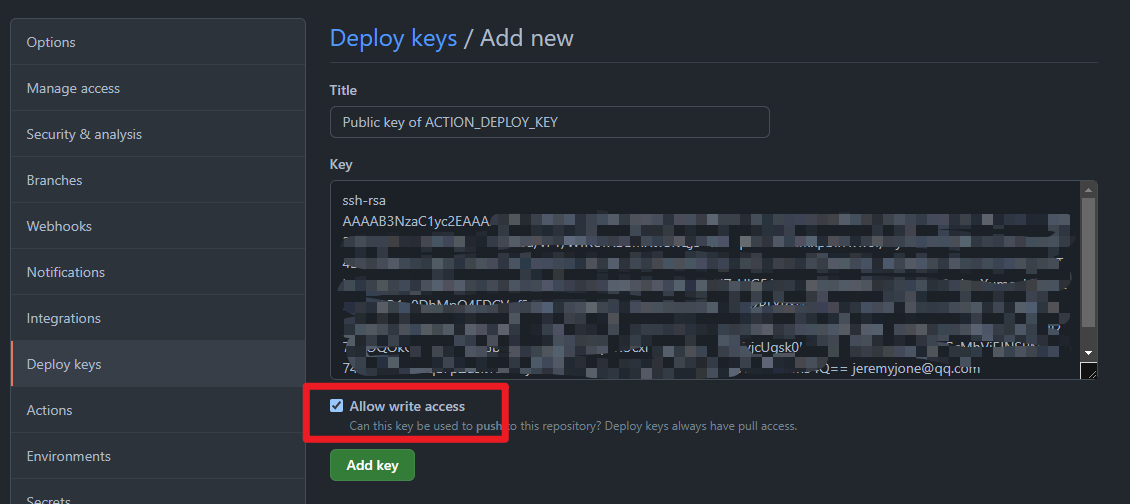 Deploy keys / Add new
Options
Manage access
Security & analysis
Branches
Webhooks
Notifications
Integrations
Deploy keys
Actions
Environments
Secrets
Title
Public key of ACTION_DEPLOY_KEY
Key
ssh-rsa
AAAAB3NzaC1yc2EAAA
jeremyjone@qq.com
Allow write access
Can this key be used to push to this repository? Deploy keys always have pull access.
Add key